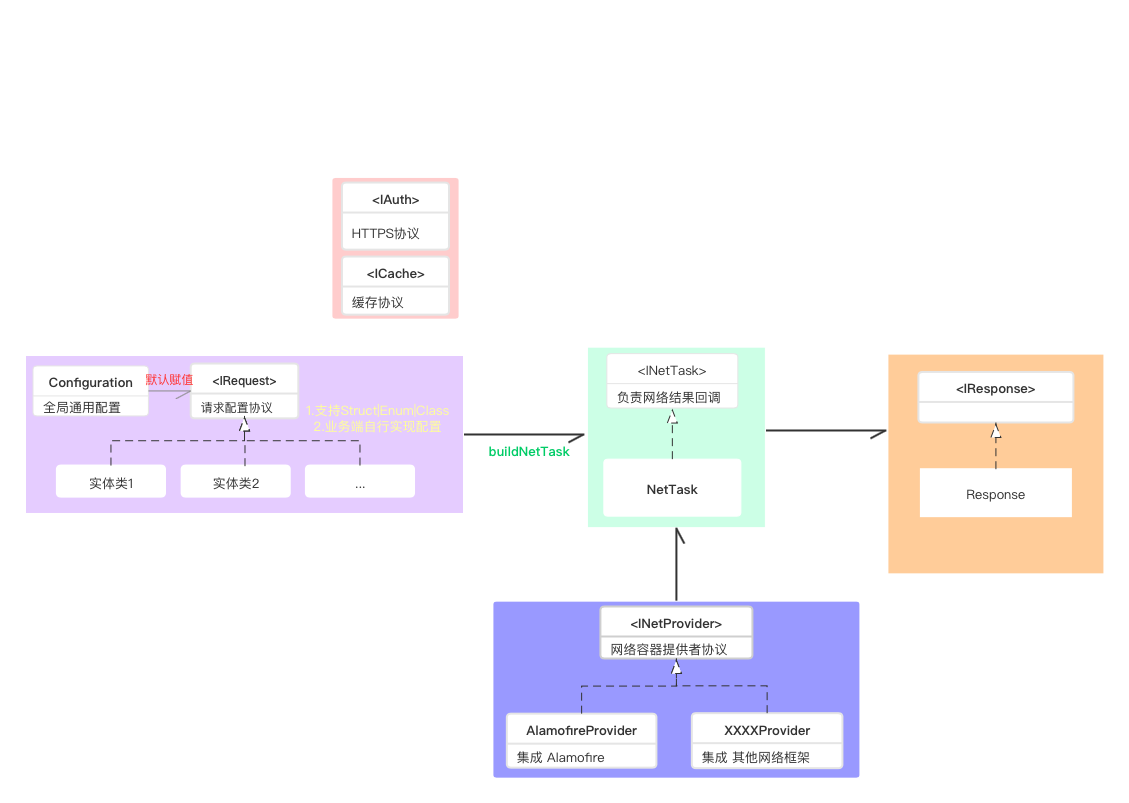 <IAuth>
HTTPS协议
<ICache>
缓存协议
Configuration
全局通用配置
默认赋值
<IRequest>
请求配置协议
1.支持Struct|Enum|Class
2.业务端自行实现配置
实体类1
实体类2
...
buildNetTask
<INetTask>
负责网络结果回调
NetTask
<IResponse>
Response
<INetProvider>
网络容器提供者协议
AlamofireProvider
集成 Alamofire
XXXXProvider
集成 其他网络框架